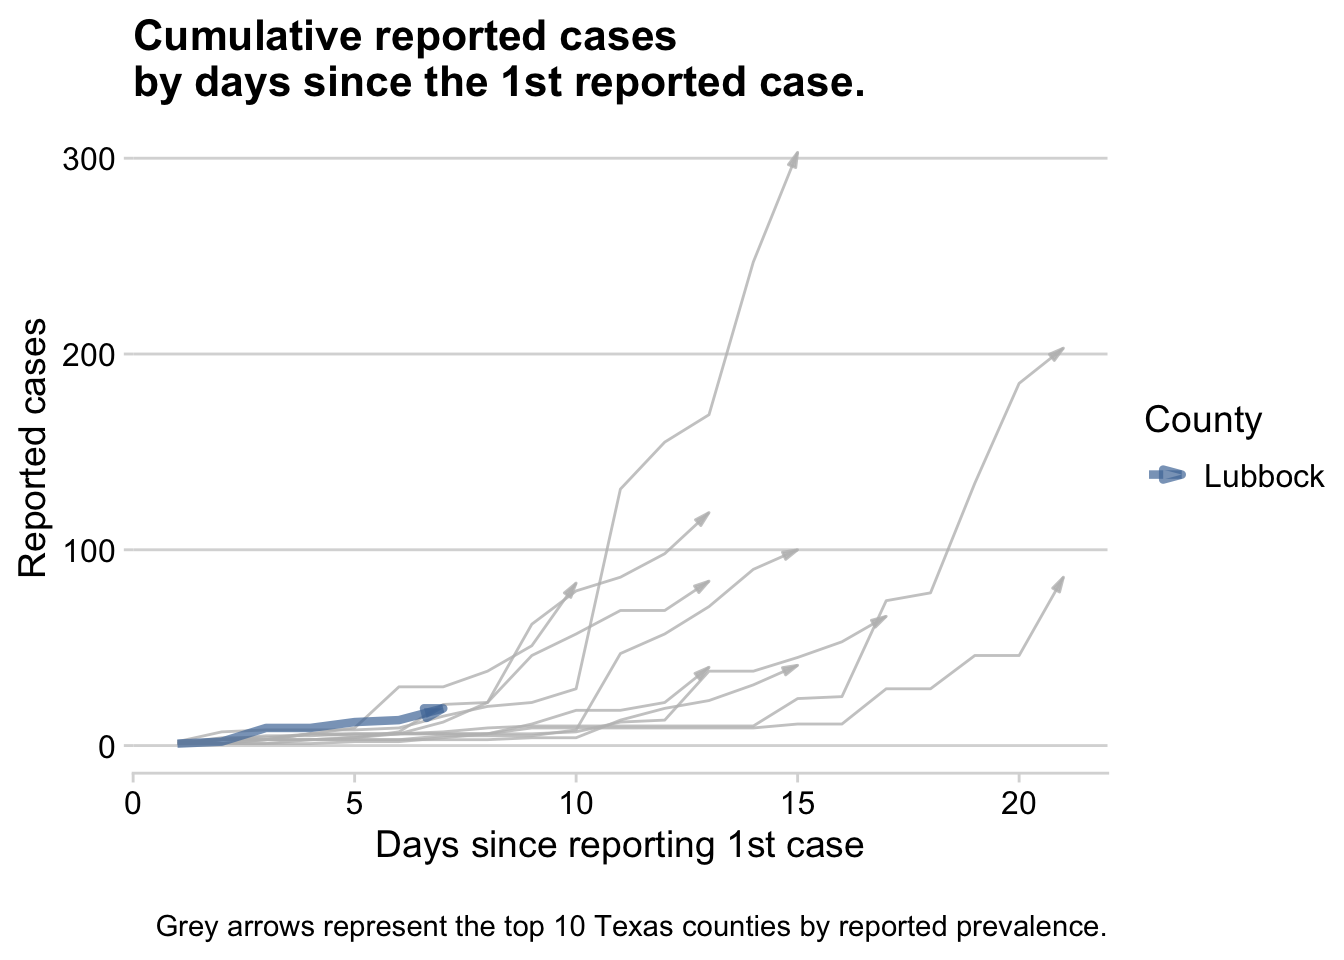 Cumulative reported cases
by days since the 1st reported case.
300
200
100
0
Reported cases
0 5 10 15 20
Days since reporting 1st case
County
Lubbock
Grey arrows represent the top 10 Texas counties by reported prevalence.